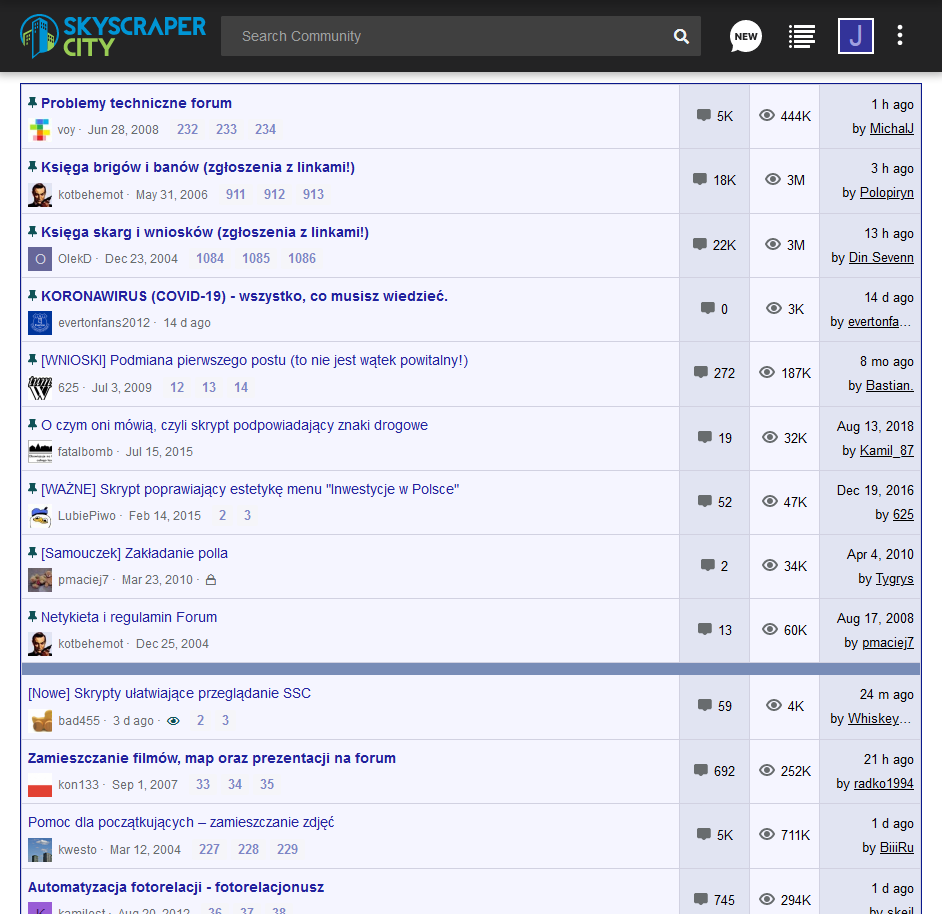 SKYSCRAPER
CITY
Search Community
NEW
J
Problemy techniczne forum
voy · Jun 28, 2008 232 233 234
5K
444K
1 h ago
by MichalJ
Księga brigów i banów (zgłoszenia z linkami!)
kotbehemot · May 31, 2006 911 912 913
18K
3M
3 h ago
by Polopiryn
Księga skarg i wniosków (zgłoszenia z linkami!)
O
OlekD · Dec 23, 2004 1084 1085 1086
22K
3M
13 h ago
by Din Sevenn
KORONAWIRUS (COVID-19) - wszystko, co musisz wiedzieć.
evertonfans2012 · 14 d ago
0
3K
14 d ago
by evertonfa…
[WNIOSKI] Podmiana pierwszego postu (to nie jest wątek powitalny!)
625 · Jul 3, 2009 12 13 14
272
187K
8 mo ago
by Bastian.
O czym oni mówią, czyli skrypt podpowiadający znaki drogowe
fatalbomb · Jul 15, 2015
19
32K
Aug 13, 2018
by Kamil_87
[WAŻNE] Skrypt poprawiający estetykę menu "Inwestycje w Polsce"
LubiePiwo · Feb 14, 2015 2 3
52
47K
Dec 19, 2016
by 625
[Samouczek] Zakładanie polla
pmaciej7 · Mar 23, 2010 ·
2
34K
Apr 4, 2010
by Tygrys
Netykieta i regulamin Forum
kotbehemot · Dec 25, 2004
13
60K
Aug 17, 2008
by pmaciej7
[Nowe] Skrypty ułatwiające przeglądanie SSC
bad455 · 3 d ago · 2 3
59
4K
24 m ago
by Whiskey…
Zamieszczanie filmów, map oraz prezentacji na forum
kon133 · Sep 1, 2007 33 34 35
692
252K
21 h ago
by radko1994
Pomoc dla początkujących – zamieszczanie zdjęć
kwesto · Mar 12, 2004 227 228 229
5K
711K
1 d ago
by BiiiRu
Automatyzacja fotorelacji - fotorelacjonusz
K
kamilost · Aug 20, 2012 36 37 38
745
294K
1 d ago
by skejl